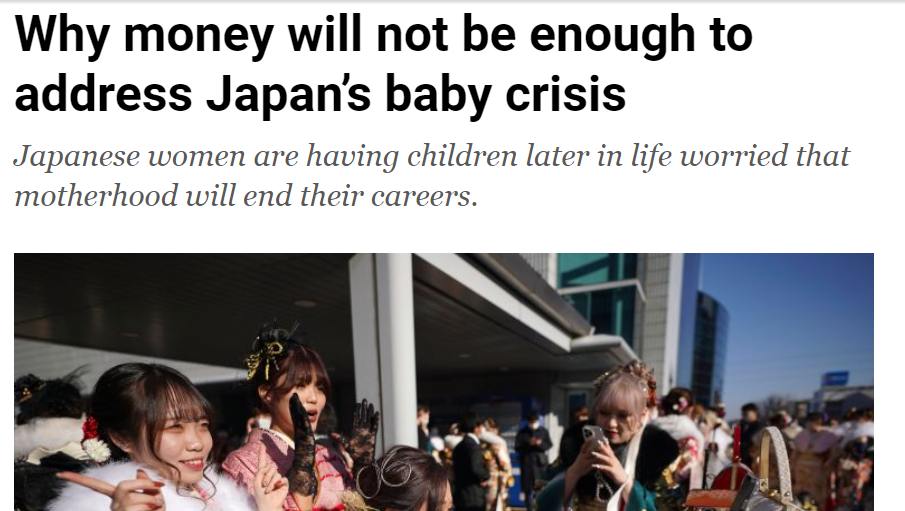 Why money will not be enough to
address Japan’s baby crisis
Japanese women are having children later in life worried that
motherhood will end their careers.